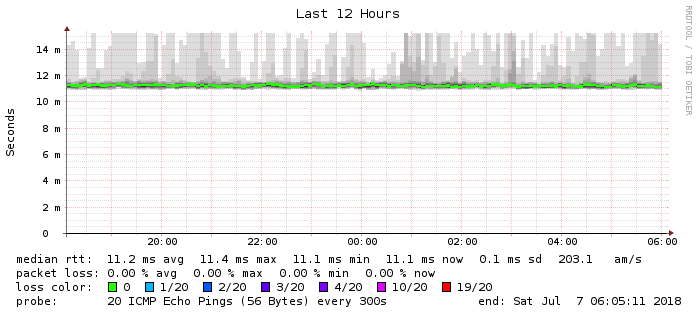 Last 12 Hours
RRDTOOL / TOBI OETIKER
Seconds
14 m
12 m
10 m
8 m
6 m
4 m
2 m
0
20:00 22:00 00:00 02:00 04:00 06:00
median rtt: 11.2 ms avg 11.4 ms max 11.1 ms min 11.1 ms now 0.1 ms sd 203.1 am/s
packet loss: 0.00 % avg 0.00 % max 0.00 % min 0.00 % now
loss color: 0 1/20 2/20 3/20 4/20 10/20 19/20
probe: 20 ICMP Echo Pings (56 Bytes) every 300s end: Sat Jul 7 06:05:11 2018